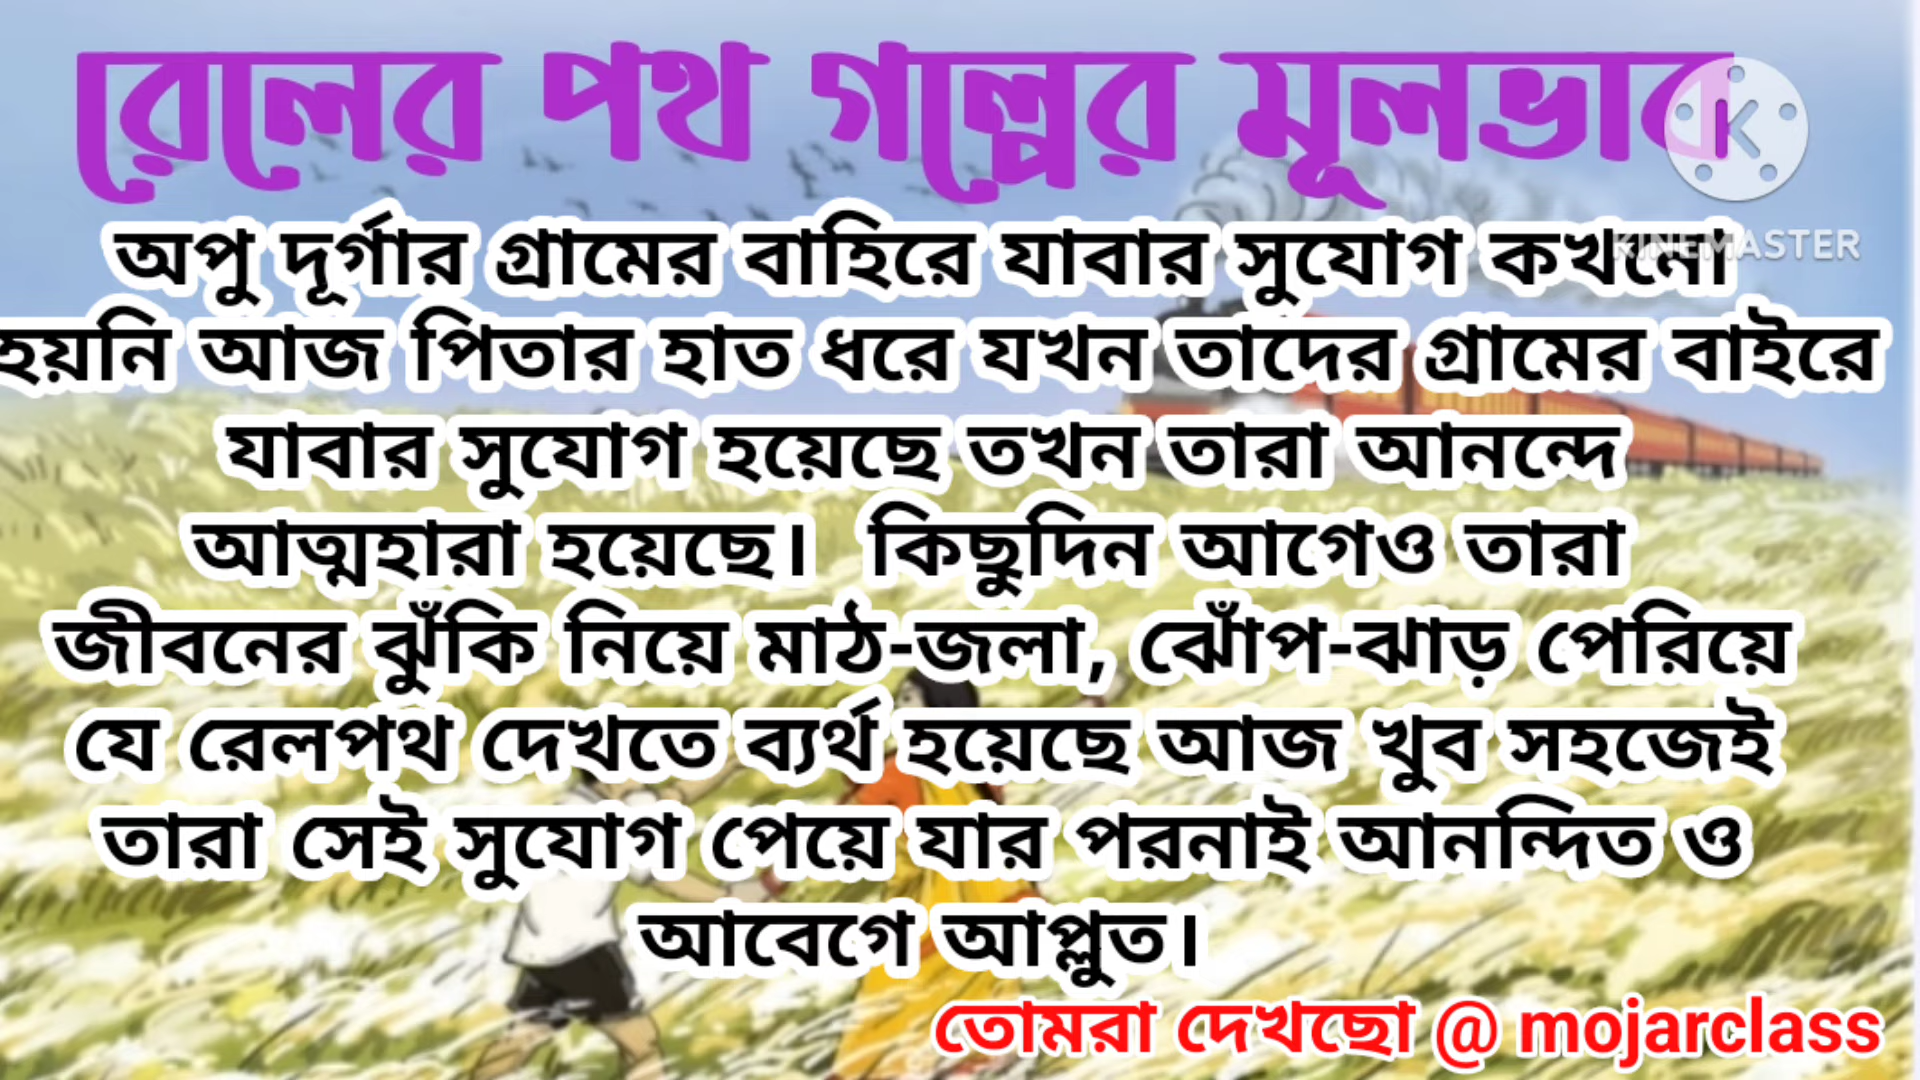 রেলের পথ গল্পের মূলভাব
অপু দূর্গার গ্রামের বাহিরে যাবার সুযোগ কখনো
KINEMASTER
হয়নি আজ পিতার হাত ধরে যখন তাদের গ্রামের বাইরে
যাবার সুযোগ হয়েছে তখন তারা আনন্দে
আত্মহারা হয়েছে। কিছুদিন আগেও তারা
জীবনের ঝুঁকি নিয়ে মাঠ-জলা, ঝোঁপ-ঝাড় পেরিয়ে
যে রেলপথ দেখতে ব্যর্থ হয়েছে আজ খুব সহজেই
তারা সেই সুযোগ পেয়ে যার পরনাই আনন্দিত ও
আবেগে আপ্লুত।
তোমরা দেখছো @ mojarclass